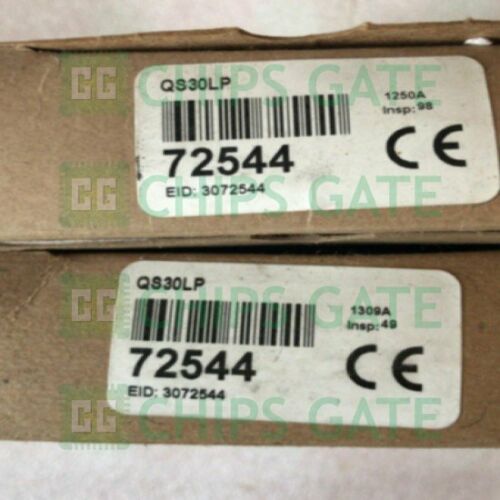 CHIPS GATE
QS30LP
1250A
Insp: 98
72544
CE
EID: 3072544
CHIPS GATE
CHIPS GATE
QS30LP
1309A
Insp: 49
72544
CE
EID: 3072544
CHIPS GATE